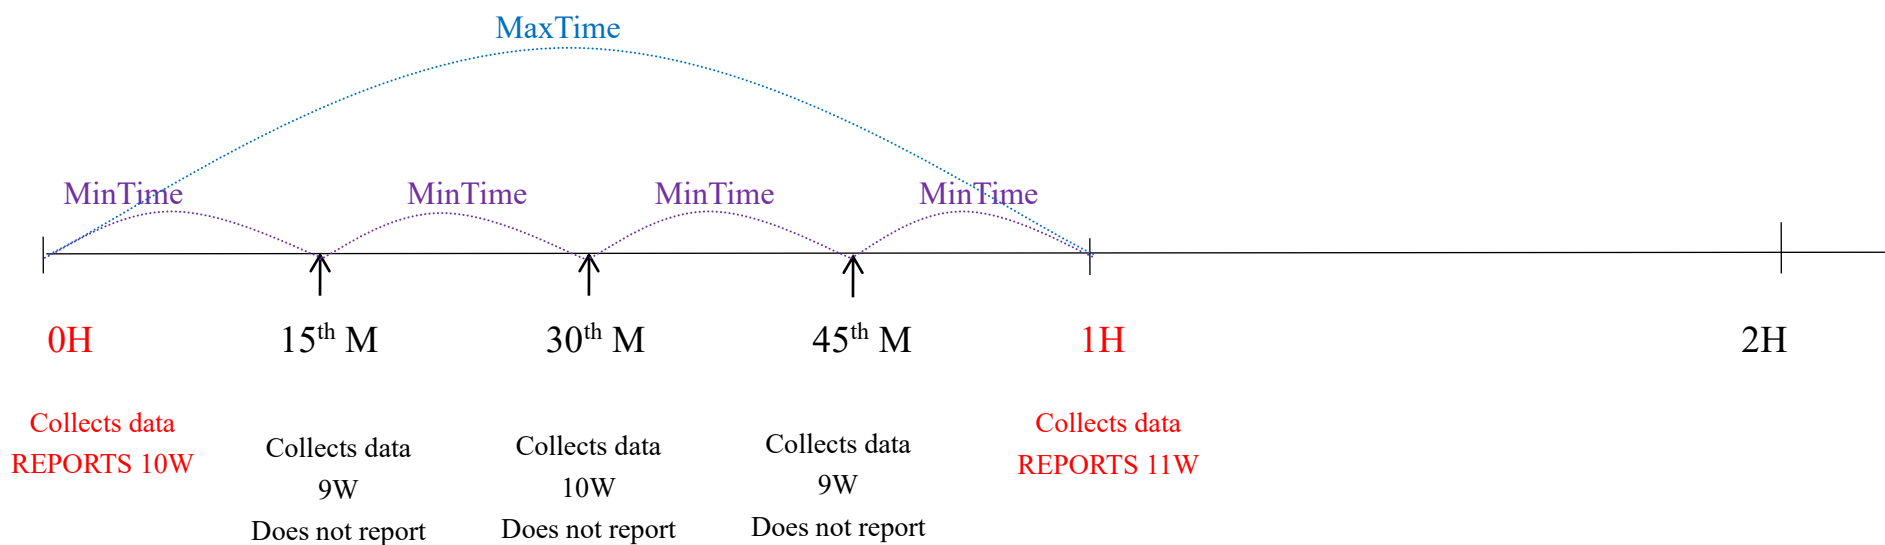 MaxTime
MinTime
MinTime
MinTime
MinTime
0H
15th M
30th M
45th M
1H
2H
Collects data
REPORTS 10W
Collects data
9W
Does not report
Collects data
10W
Does not report
Collects data
9W
Does not report
Collects data
REPORTS 11W